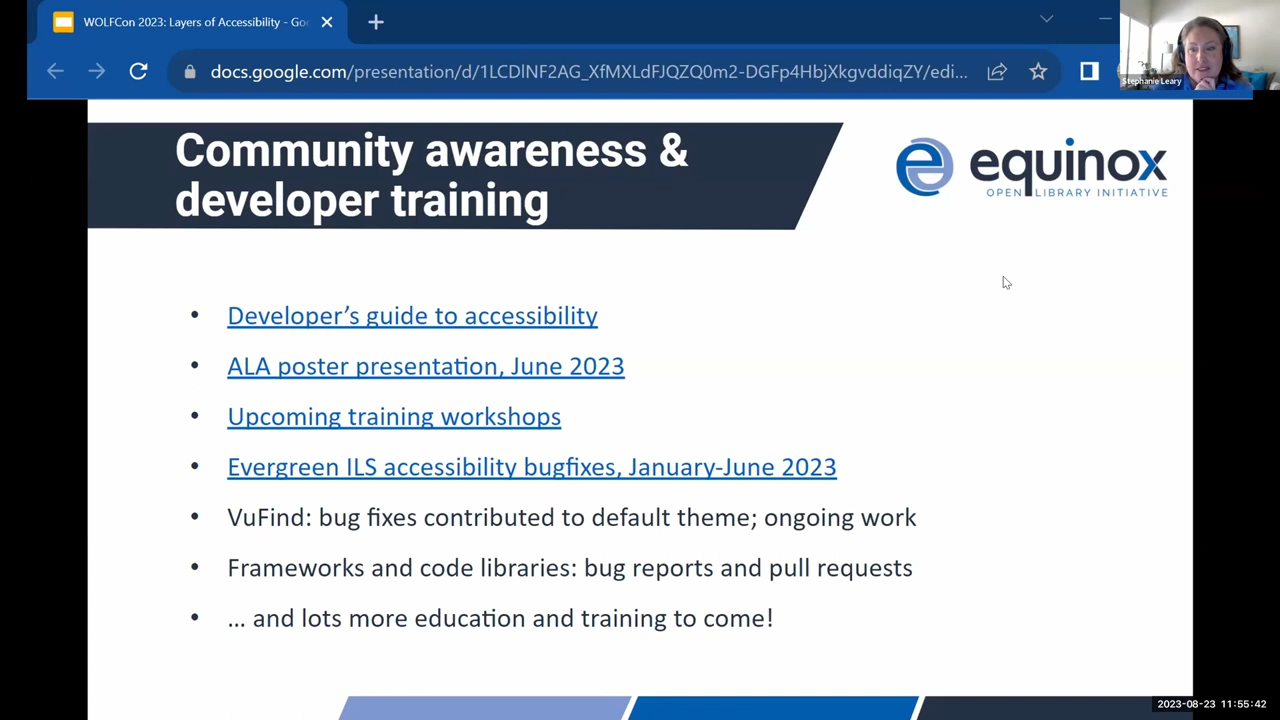 WOLFCon 2023: Layers of Accessibility - Goo
docs.google.com/presentation/d/1LCDlNF2AG_XfMXLdFJQZQ0m2-DGFp4HbjXkgvddiqZY/edi...
Stephanie Leary
Community awareness &
developer training
equinox
OPEN LIBRARY INITIATIVE
• Developer’s guide to accessibility
• ALA poster presentation, June 2023
• Upcoming training workshops
• Evergreen ILS accessibility bugfixes, January-June 2023
• VuFind: bug fixes contributed to default theme; ongoing work
• Frameworks and code libraries: bug reports and pull requests
• … and lots more education and training to come!
2023-08-23 11:55:42